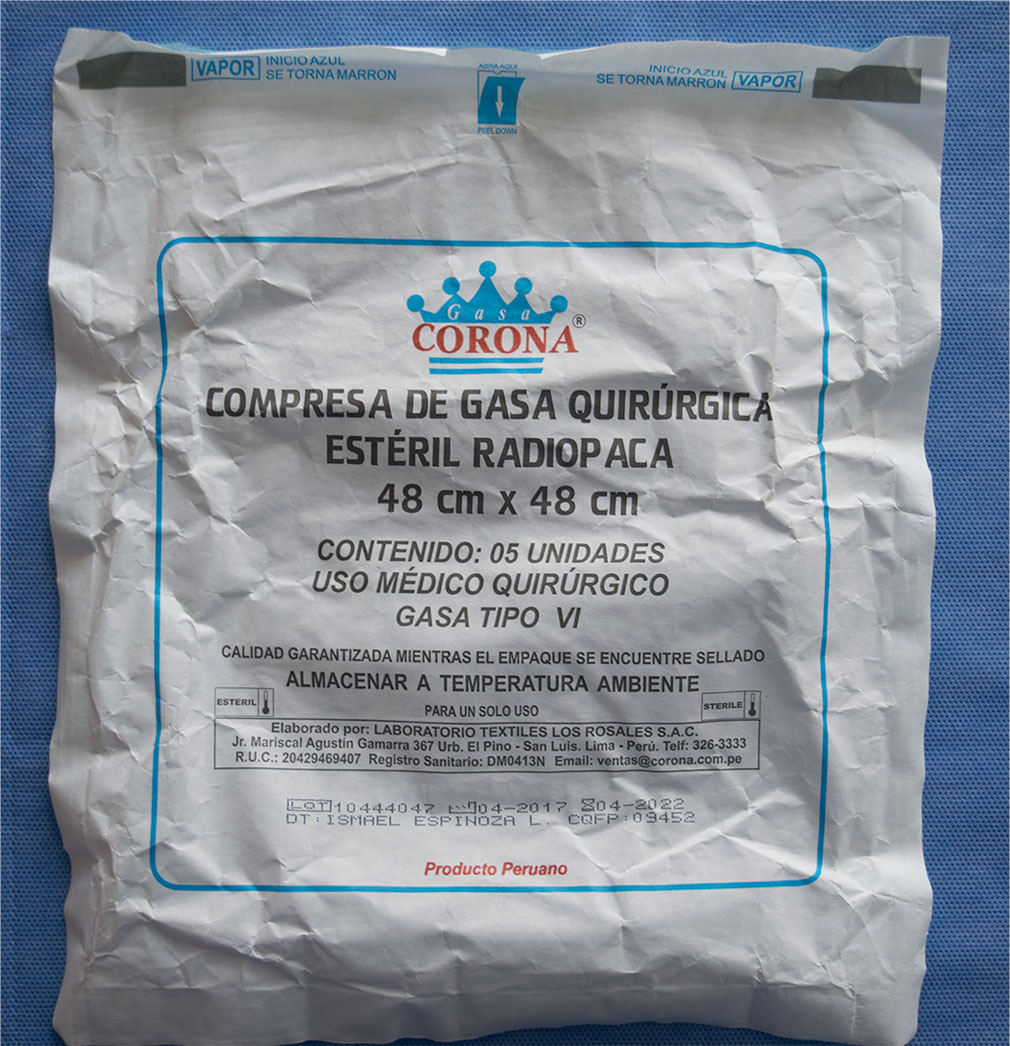 VAPOR INICIO AZUL
SE TORNA MARRON
ABRA AQUI
PEEL DOWN
INICIO AZUL
SE TORNA MARRON VAPOR
Gasa
CORONA®
COMPRESA DE GASA QUIRÚRGICA
ESTÉRIL RADIOPACA
48 cm x 48 cm
CONTENIDO: 05 UNIDADES
USO MÉDICO QUIRÚRGICO
GASA TIPO VI
CALIDAD GARANTIZADA MIENTRAS EL EMPAQUE SE ENCUENTRE SELLADO
ALMACENAR A TEMPERATURA AMBIENTE
ESTERIL
PARA UN SOLO USO
STERILE
Elaborado por: LABORATORIO TEXTILES LOS ROSALES S.A.C.
Jr. Mariscal Agustín Gamarra 367 Urb. El Pino - San Luis. Lima - Perú. Telf: 326-3333
R.U.C.: 20429469407 Registro Sanitario: DM0413N Email: ventas@corona.com.pe
LOT 10444047 04-2017 04-2022
DT:ISMAEL ESPINOZA L. CQFP:09452
Producto Peruano